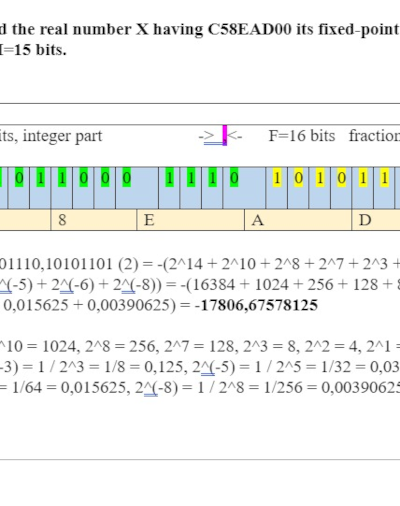 d the real number X having C58EAD00 its fixed-point
I=15 bits.
its, integer part -> <- F=16 bits fraction
0 1 1 0 0 0 1 1 1 0 1 0 1 0 1 1
8 E A D
01110,10101101 (2) = -(2^14 + 2^10 + 2^8 + 2^7 + 2^3 +
^(-5) + 2^(-6) + 2^(-8)) = -(16384 + 1024 + 256 + 128 + 8
0,015625 + 0,00390625) = -17806,67578125
^10 = 1024, 2^8 = 256, 2^7 = 128, 2^3 = 8, 2^2 = 4, 2^1 =
-3) = 1 / 2^3 = 1/8 = 0,125, 2^(-5) = 1 / 2^5 = 1/32 = 0,03
= 1/64 = 0,015625, 2^(-8) = 1 / 2^8 = 1/256 = 0,00390625